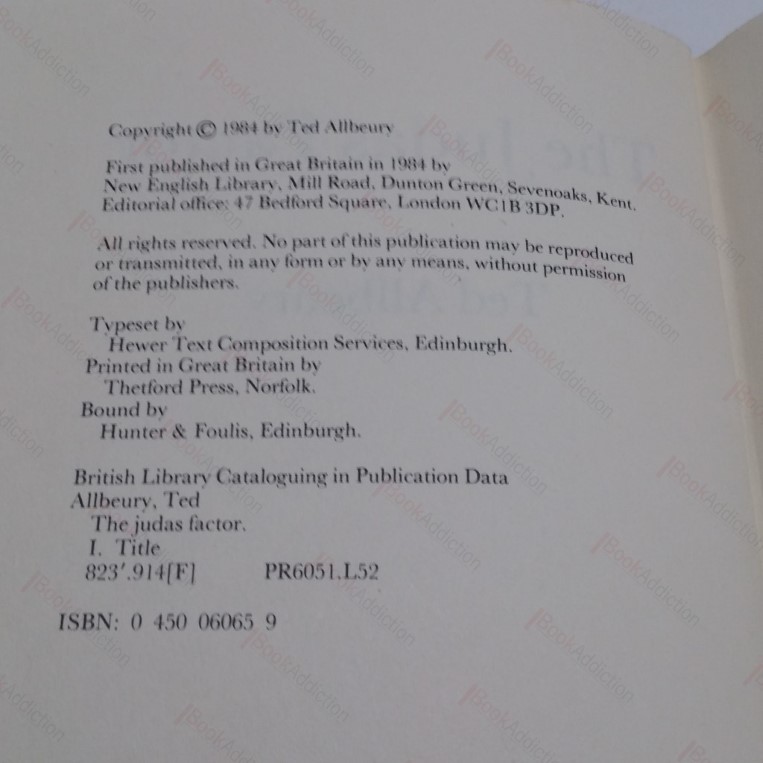 Copyright © 1984 by Ted Allbeury
First published in Great Britain in 1984 by
New English Library, Mill Road, Dunton Green, Sevenoaks, Kent.
Editorial office: 47 Bedford Square, London WC1B 3DP.
All rights reserved. No part of this publication may be reproduced
or transmitted, in any form or by any means, without permission
of the publishers.
Typeset by
Hewer Text Composition Services, Edinburgh.
Printed in Great Britain by
Thetford Press, Norfolk.
Bound by
Hunter & Foulis, Edinburgh.
British Library Cataloguing in Publication Data
Allbeury, Ted
The judas factor.
I. Title
823'.914[F] PR6051.L52
ISBN: 0 450 06065 9
BookAddiction